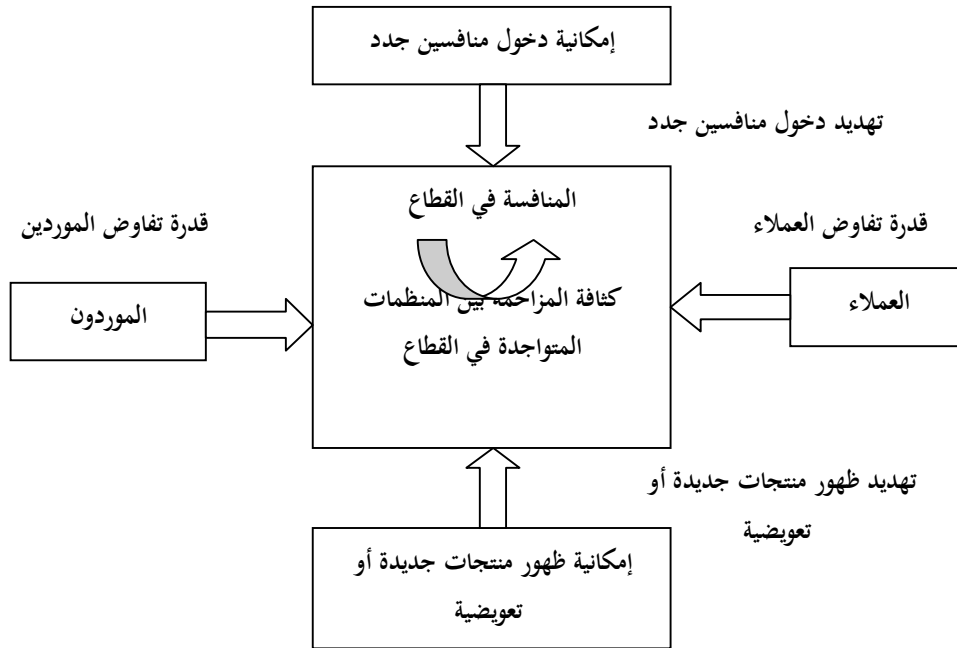 إمكانية دخول منافسين جدد
تهديد دخول منافسين جدد
المنافسة في القطاع
قدرة تفاوض العملاء
قدرة تفاوض الموردين
كثافة المزاحمة بين المنظمات
المتواجدة في القطاع
العملاء
الموردون
تهديد ظهور منتجات جديدة أو
تعويضية
إمكانية ظهور منتجات جديدة أو
تعويضية